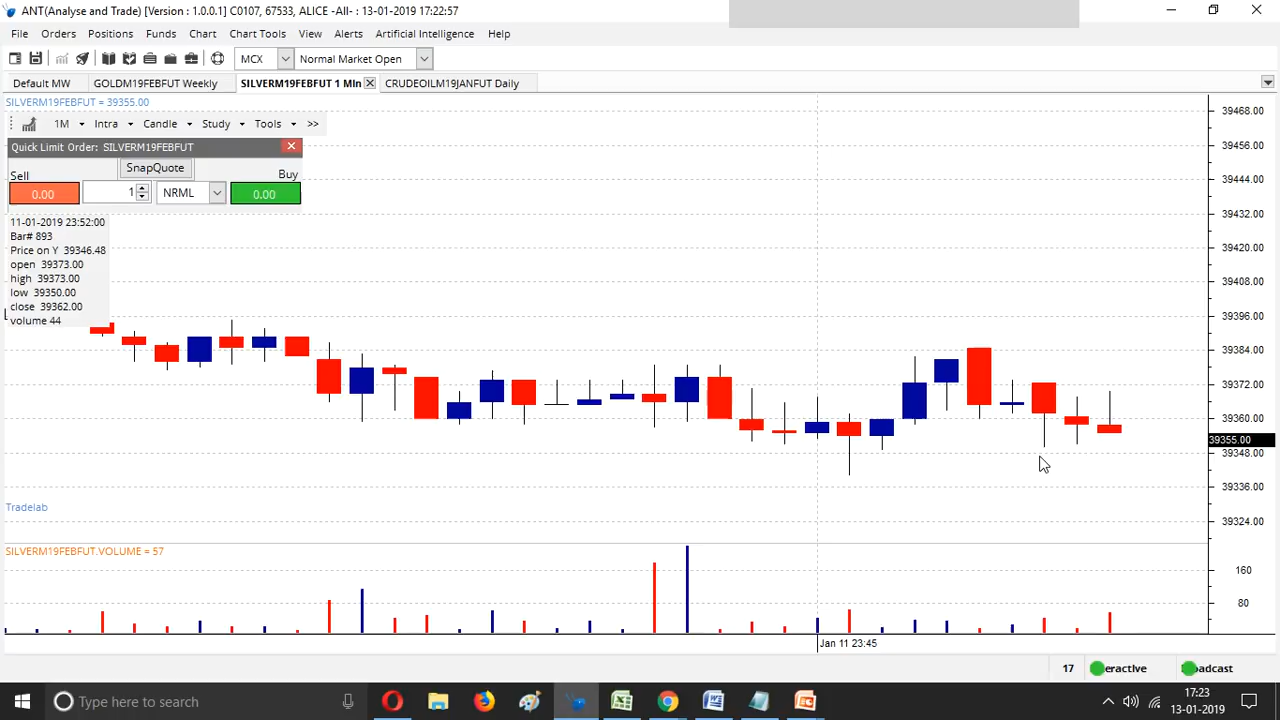 ANT(Analyse and Trade) [Version : 1.0.0.1] C0107, 67533, ALICE -All- : 13-01-2019 17:22:57
File Orders Positions Funds Chart Chart Tools View Alerts Artificial Intelligence Help
MCX Normal Market Open
Default MW GOLDM19FEBFUT Weekly SILVERM19FEBFUT 1 Min CRUDEOILM19JANFUT Daily
SILVERM19FEBFUT = 39355.00
1M Intra Candle Study Tools >>
Quick Limit Order: SILVERM19FEBFUT
SnapQuote
Sell Buy
0.00 1 NRML 0.00
11-01-2019 23:52:00
Bar# 893
Price on Y 39346.48
open 39373.00
high 39373.00
low 39350.00
close 39362.00
volume 44
39468.00
39456.00
39444.00
39432.00
39420.00
39408.00
39396.00
39384.00
39372.00
39360.00
39355.00
39348.00
39336.00
39324.00
Tradelab
SILVERM19FEBFUT.VOLUME = 57
160
80
Jan 11 23:45
17 eractive adcast
Type here to search
17:23
13-01-2019